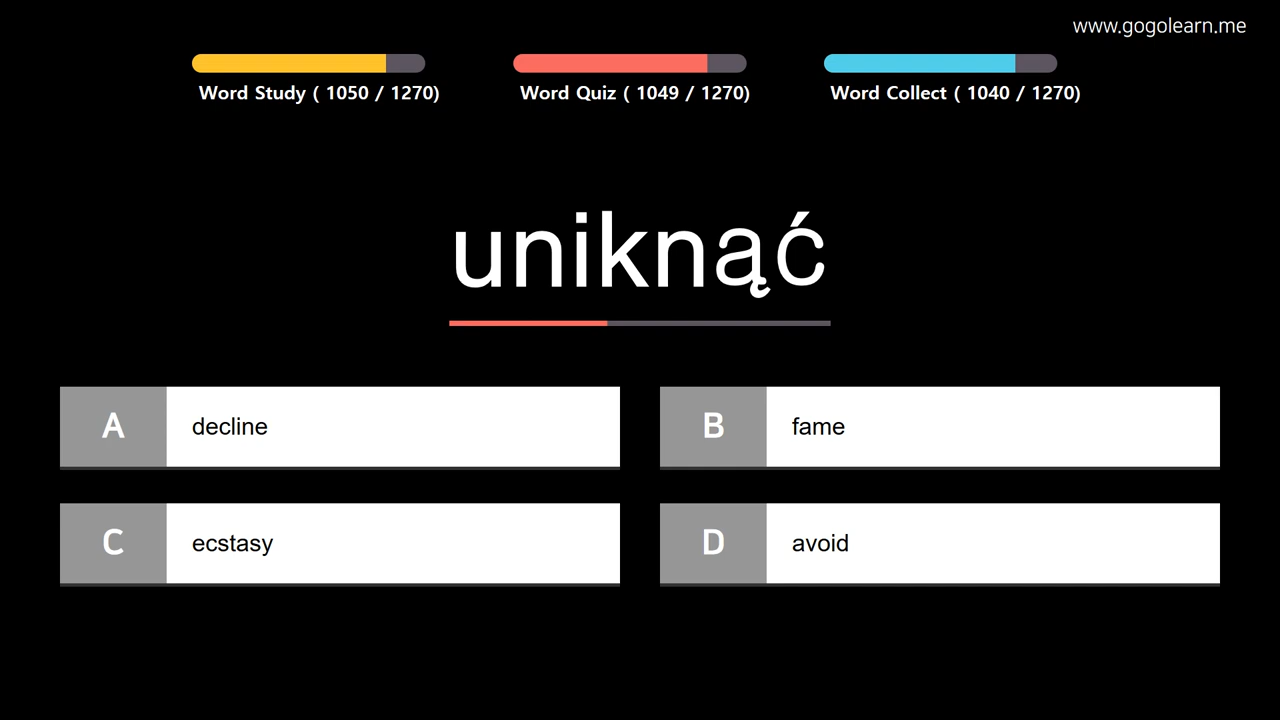 www.gogolearn.me
Word Study ( 1050 / 1270)
Word Quiz ( 1049 / 1270)
Word Collect ( 1040 / 1270)
uniknąć
A decline
B fame
C ecstasy
D avoid